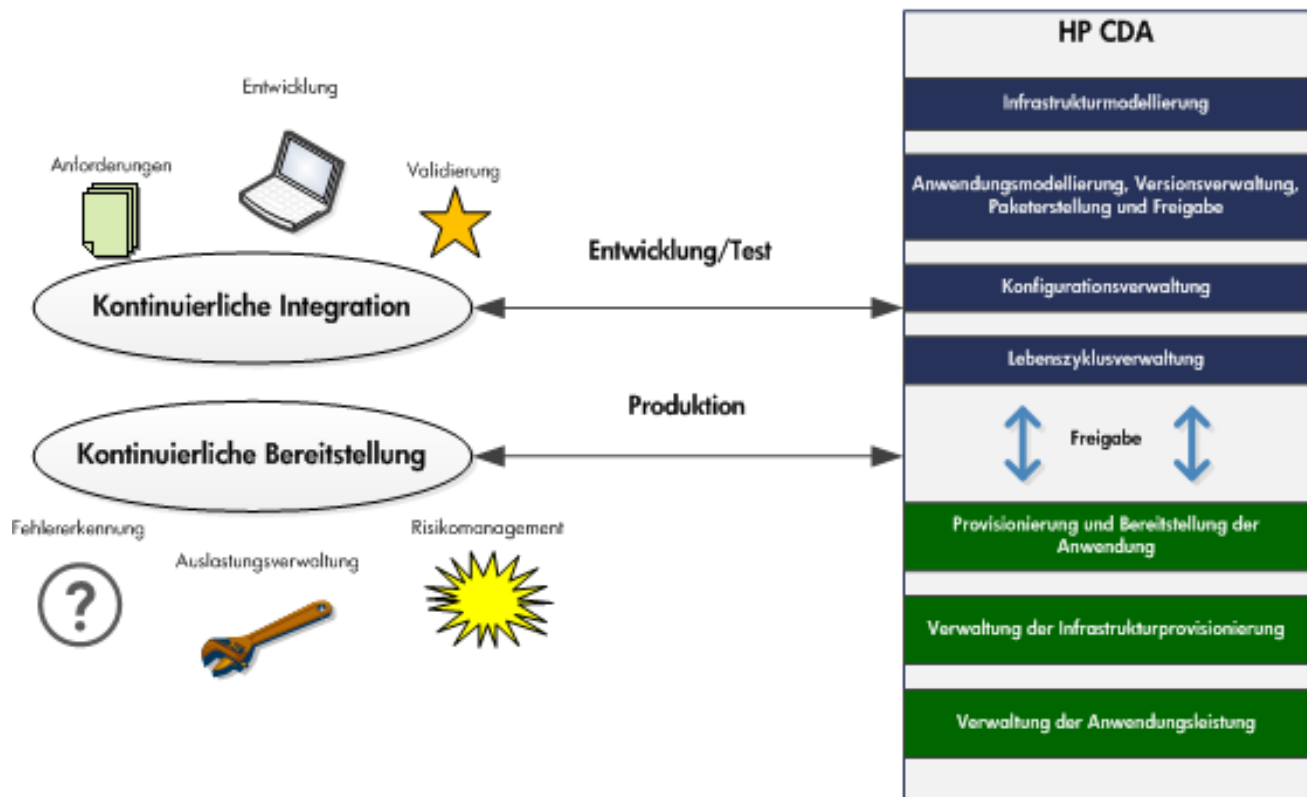 HP CDA
Entwicklung
Infrastrukturmodellierung
Anforderungen
Validierung
Anwendungsmodellierung, Versionsverwaltung,
Paketerstellung und Freigabe
Entwicklung/Test
Kontinuierliche Integration
Konfigurationsverwaltung
Lebenszyklusverwaltung
Produktion
Kontinuierliche Bereitstellung
Freigabe
Fehlererkennung
Auslastungsverwaltung
Risikomanagement
?
Provisionierung und Bereitstellung der
Anwendung
Verwaltung der Infrastrukturprovisionierung
Verwaltung der Anwendungsleistung